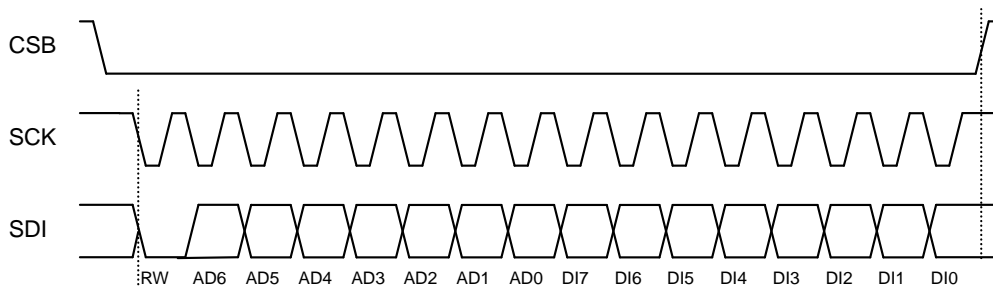 CSB
SCK
SDI
RW AD6 AD5 AD4 AD3 AD2 AD1 AD0 DI7 DI6 DI5 DI4 DI3 DI2 DI1 DI0